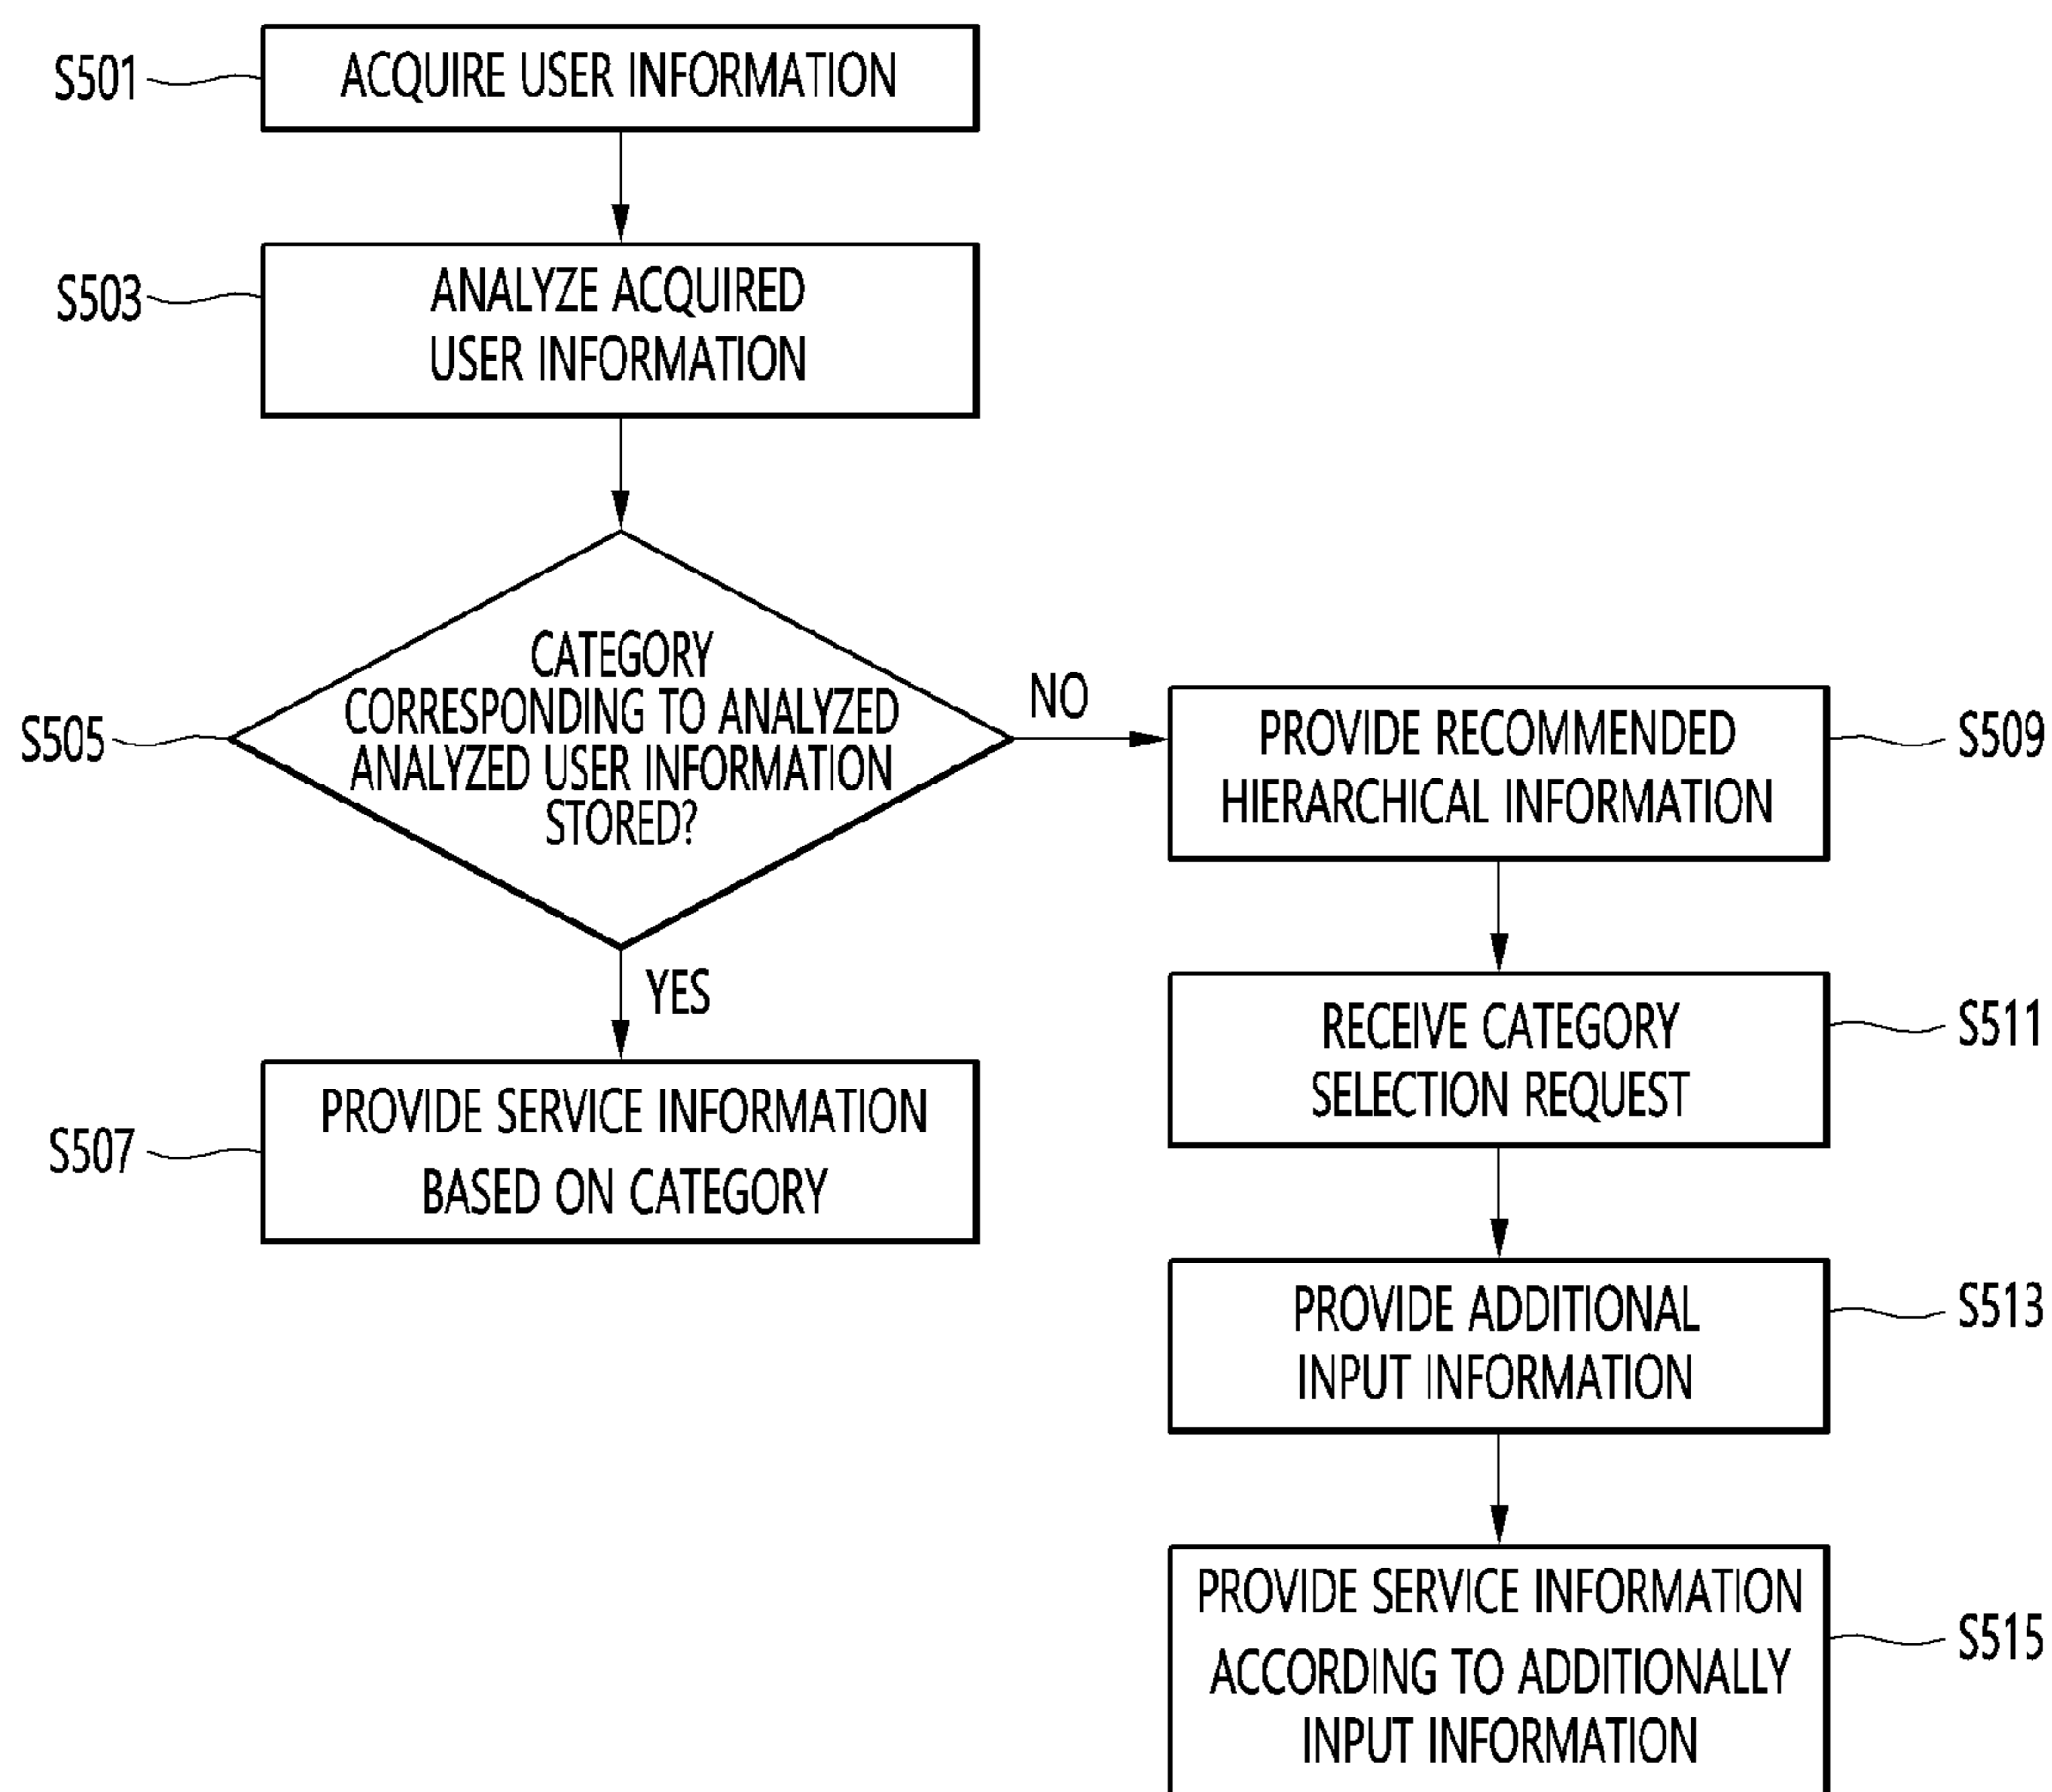 S501
ACQUIRE USER INFORMATION
S503
ANALYZE ACQUIRED
USER INFORMATION
S505
CATEGORY
CORRESPONDING TO ANALYZED
ANALYZED USER INFORMATION
STORED?
NO
YES
S507
PROVIDE SERVICE INFORMATION
BASED ON CATEGORY
PROVIDE RECOMMENDED
HIERARCHICAL INFORMATION
S509
RECEIVE CATEGORY
SELECTION REQUEST
S511
PROVIDE ADDITIONAL
INPUT INFORMATION
S513
PROVIDE SERVICE INFORMATION
ACCORDING TO ADDITIONALLY
INPUT INFORMATION
S515